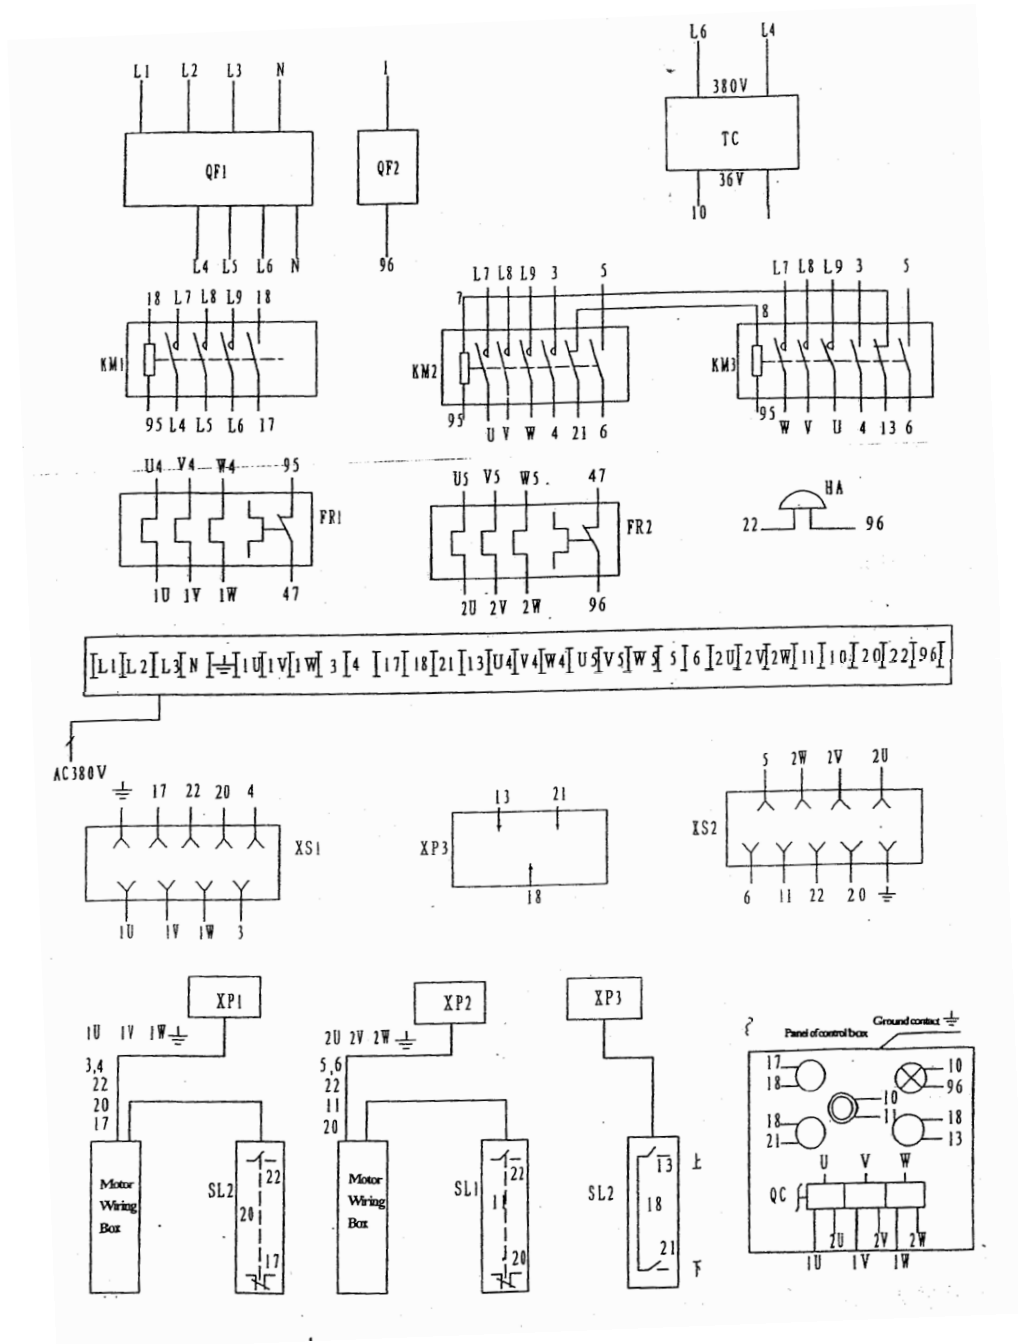 L1 L2 L3 N
QF1
L4 L5 L6 N
1
QF2
96
L6 L4
380V
TC
36V
10 1
18 L7 L8 L9 18
KM1
95 L4 L5 L6 17
7 L7 L8 L9 3 5
KM2
95 U V W 4 21 6
L7 L8 L9 3 5
8
KM3
95 W V U 4 13 6
U4 V4 W4 95
FR1
1U 1V 1W 47
U5 V5 W5 47
FR2
2U 2V 2W 96
HA
22 96
L1 L2 L3 N 1U 1V 1W 3 4 17 18 21 13 U4 V4 W4 U5 V5 W5 5 6 2U 2V 2W 11 10 20 22 96
AC380V
17 22 20 4
XS1
1U 1V 1W 3
13 21
XP3
18
5 2W 2V 2U
XS2
6 11 22 20
XP1
1U 1V 1W
3,4
22
20
17
Motor
Wiring
Box
SL2
22
20
17
XP2
2U 2V 2W
5,6
22
11
20
Motor
Wiring
Box
SL1
22
11
20
XP3
SL2
13 上
18
21 下
Ground contact
Panel of control box
17
18
10
96
10
11
18
21
18
13
U V W
QC
2U 2V 2W
1U 1V 1W